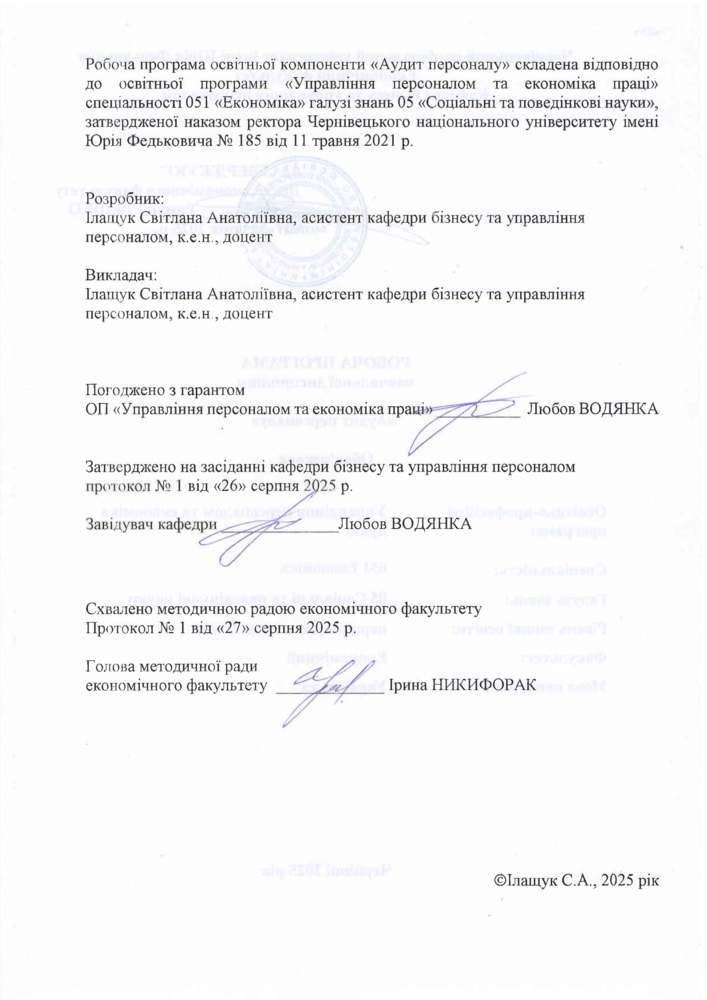 Робоча програма освітньої компоненти «Аудит персоналу» складена відповідно
до освітньої програми «Управління персоналом та економіка праці»
спеціальності 051 «Економіка» галузі знань 05 «Соціальні та поведінкові науки»,
затвердженої наказом ректора Чернівецького національного університету імені
Юрія Федьковича № 185 від 11 травня 2021 р.
Розробник:
Ілащук Світлана Анатоліївна, асистент кафедри бізнесу та управління
персоналом, к.е.н., доцент
Викладач:
Ілащук Світлана Анатоліївна, асистент кафедри бізнесу та управління
персоналом, к.е.н., доцент
Погоджено з гарантом
ОП «Управління персоналом та економіка праці» __________ Любов ВОДЯНКА
Затверджено на засіданні кафедри бізнесу та управління персоналом
протокол № 1 від «26» серпня 2025 р.
Завідувач кафедри ______________Любов ВОДЯНКА
Схвалено методичною радою економічного факультету
Протокол № 1 від «27» серпня 2025 р.
Голова методичної ради
економічного факультету _____________ Ірина НИКИФОРАК
©Ілащук С.А., 2025 рік